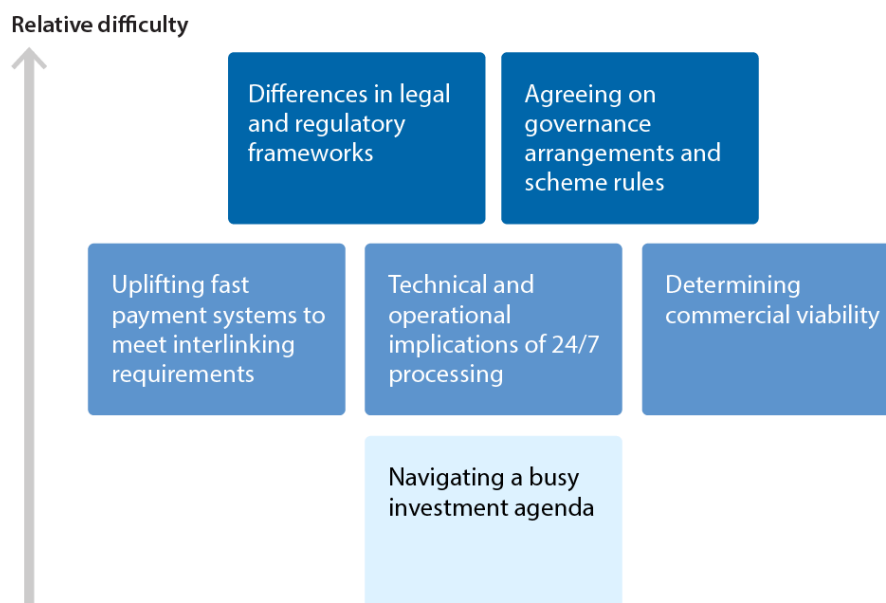 Relative difficulty
Differences in legal
and regulatory
frameworks
Agreeing on
governance
arrangements and
scheme rules
Uplifting fast
payment systems to
meet interlinking
requirements
Technical and
operational
implications of 24/7
processing
Determining
commercial viability
Navigating a busy
investment agenda